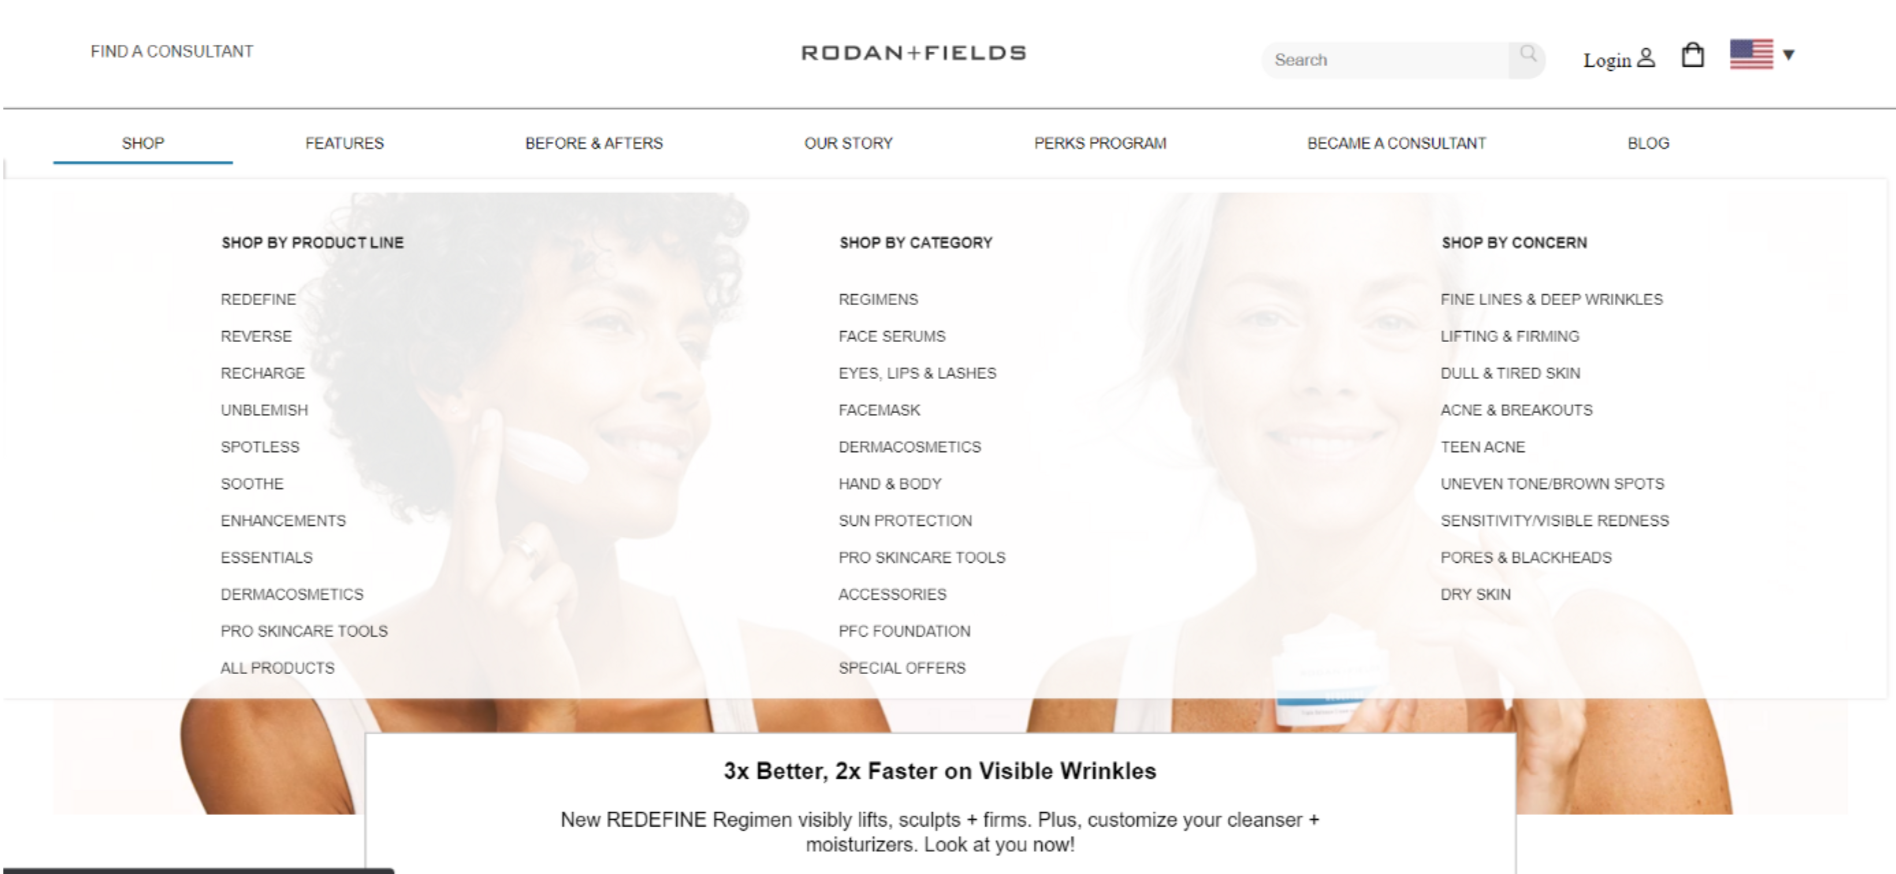 FIND A CONSULTANT
RODAN+FIELDS
Search
Login
SHOP
FEATURES
BEFORE & AFTERS
OUR STORY
PERKS PROGRAM
BECAME A CONSULTANT
BLOG
SHOP BY PRODUCT LINE
REDEFINE
REVERSE
RECHARGE
UNBLEMISH
SPOTLESS
SOOTHE
ENHANCEMENTS
ESSENTIALS
DERMACOSMETICS
PRO SKINCARE TOOLS
ALL PRODUCTS
SHOP BY CATEGORY
REGIMENS
FACE SERUMS
EYES, LIPS & LASHES
FACEMASK
DERMACOSMETICS
HAND & BODY
SUN PROTECTION
PRO SKINCARE TOOLS
ACCESSORIES
PFC FOUNDATION
SPECIAL OFFERS
SHOP BY CONCERN
FINE LINES & DEEP WRINKLES
LIFTING & FIRMING
DULL & TIRED SKIN
ACNE & BREAKOUTS
TEEN ACNE
UNEVEN TONE/BROWN SPOTS
SENSITIVITY/VISIBLE REDNESS
PORES & BLACKHEADS
DRY SKIN
3x Better, 2x Faster on Visible Wrinkles
New REDEFINE Regimen visibly lifts, sculpts + firms. Plus, customize your cleanser +
moisturizers. Look at you now!